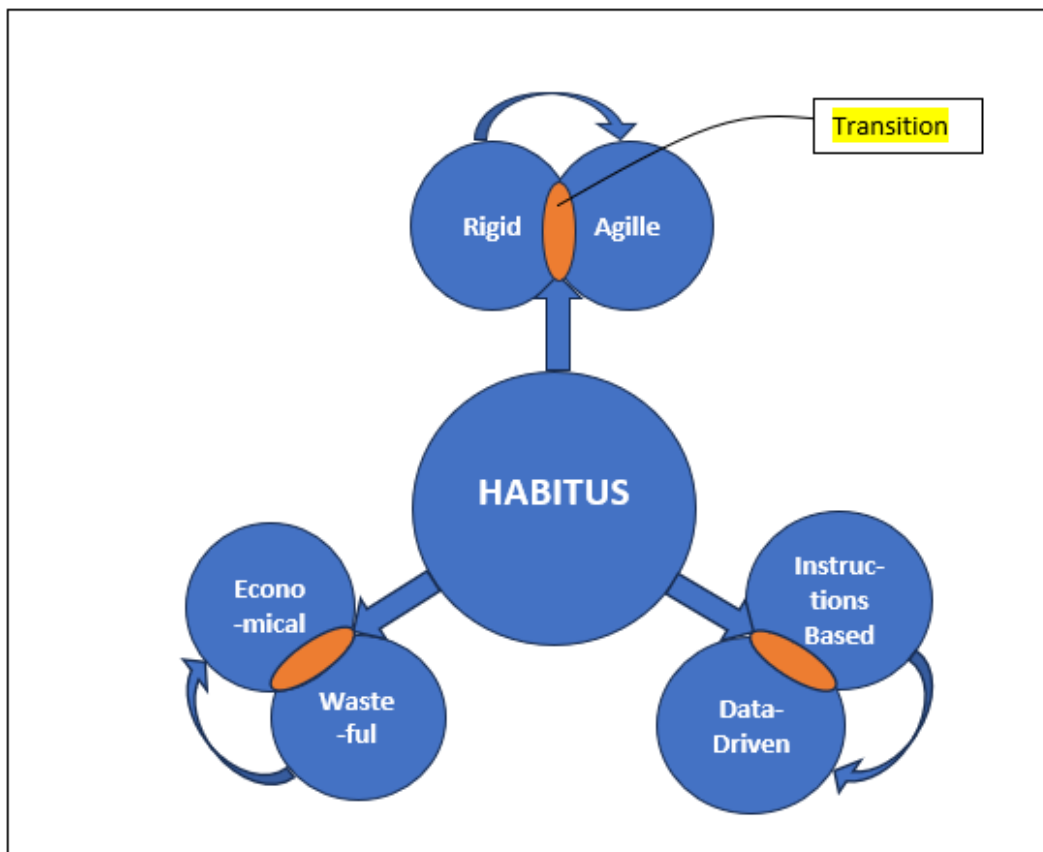 Transition
Rigid
Agille
HABITUS
Econo
-mical
Waste
-ful
Instruc-
tions
Based
Data-
Driven